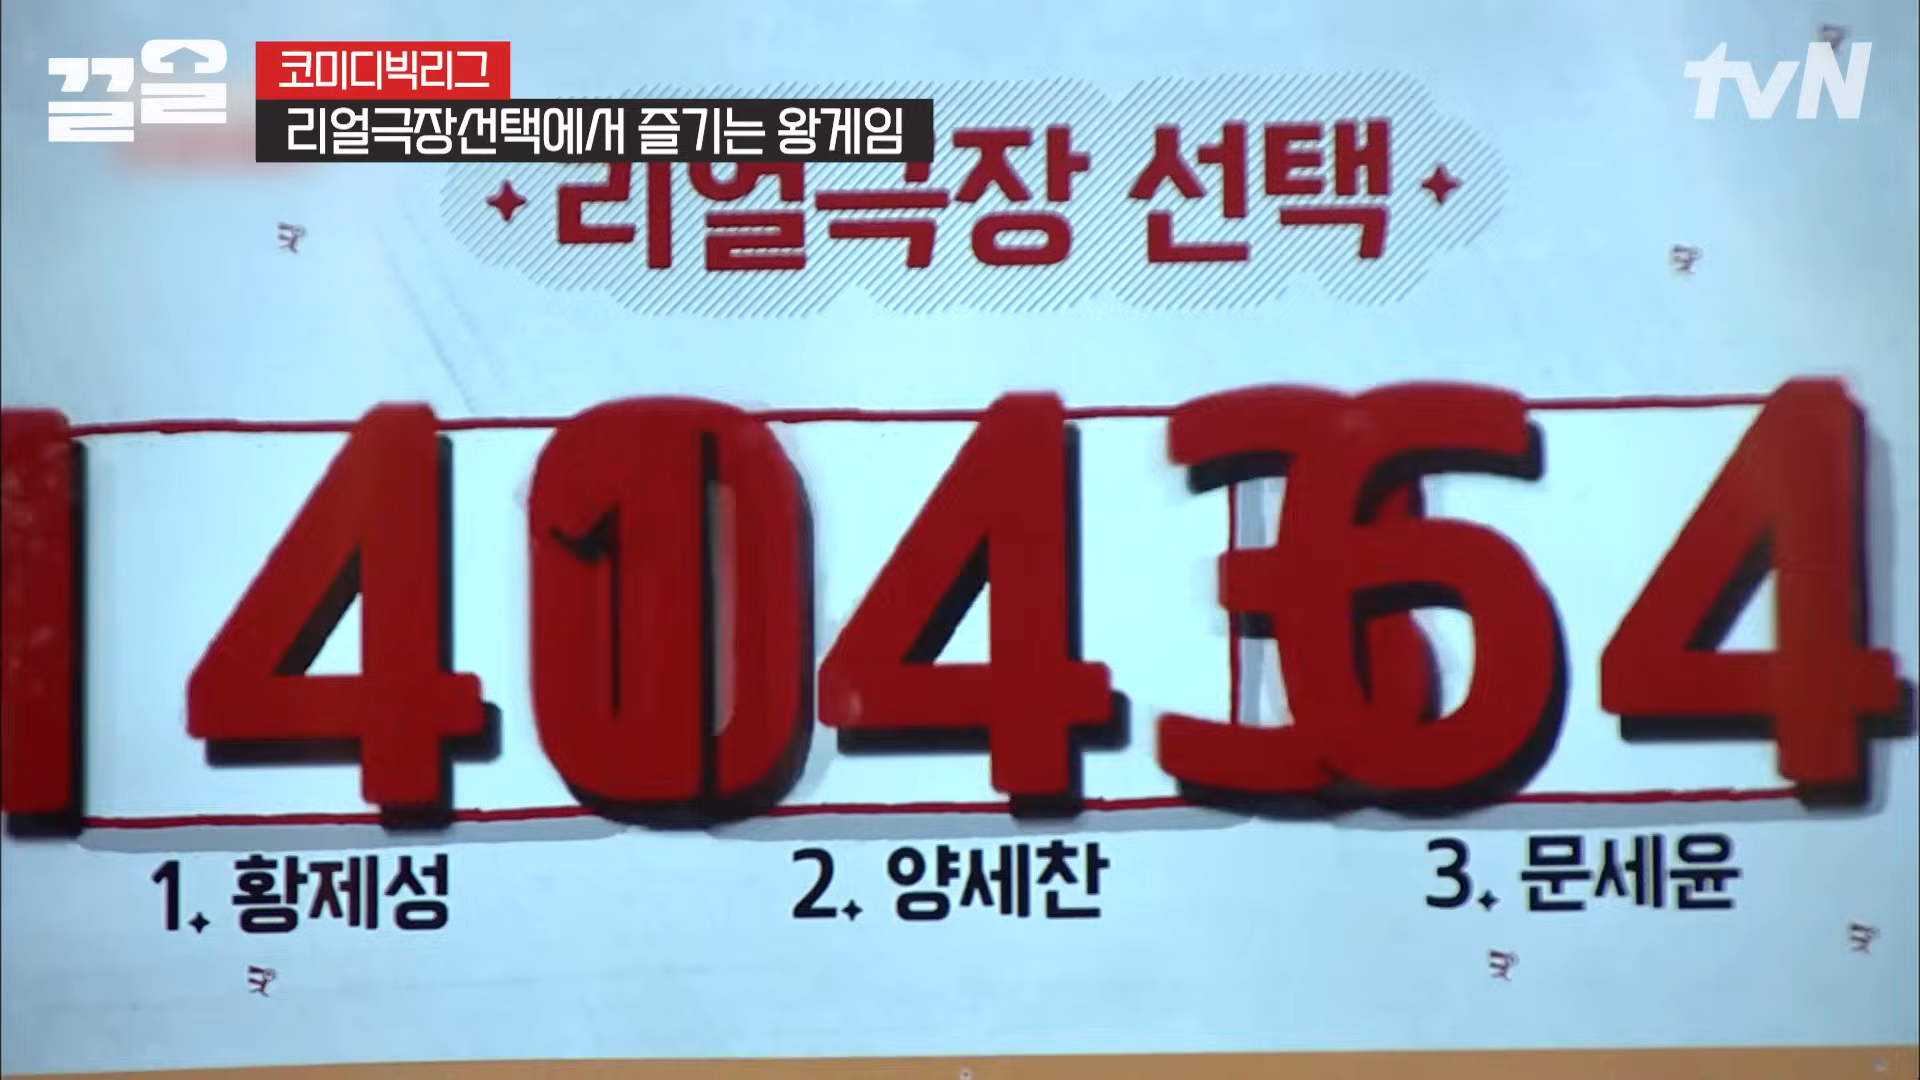 끌올
코미디빅리그
tvN
리얼극장선택에서 즐기는 왕게임
리얼극장 선택
1. 황제성
2. 양세찬
3. 문세윤